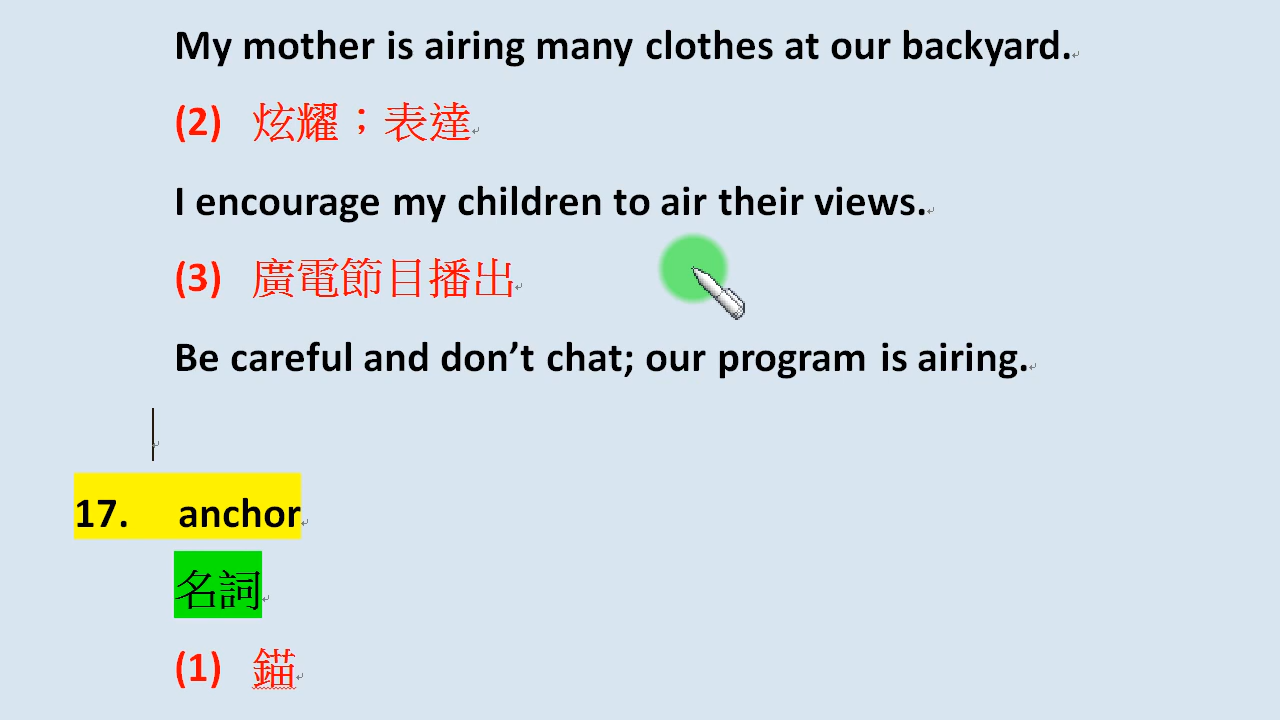 My mother is airing many clothes at our backyard.
(2) 炫耀；表達
I encourage my children to air their views.
(3) 廣電節目播出
Be careful and don’t chat; our program is airing.
17. anchor
名詞
(1) 錨